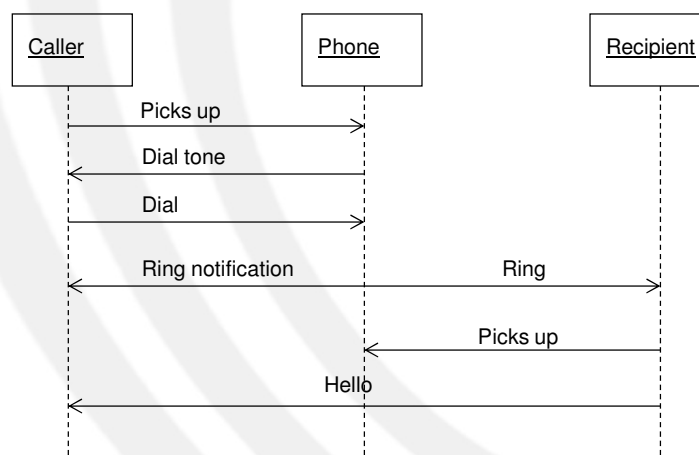 Caller
Phone
Recipient
Picks up
Dial tone
Dial
Ring notification
Ring
Picks up
Hello